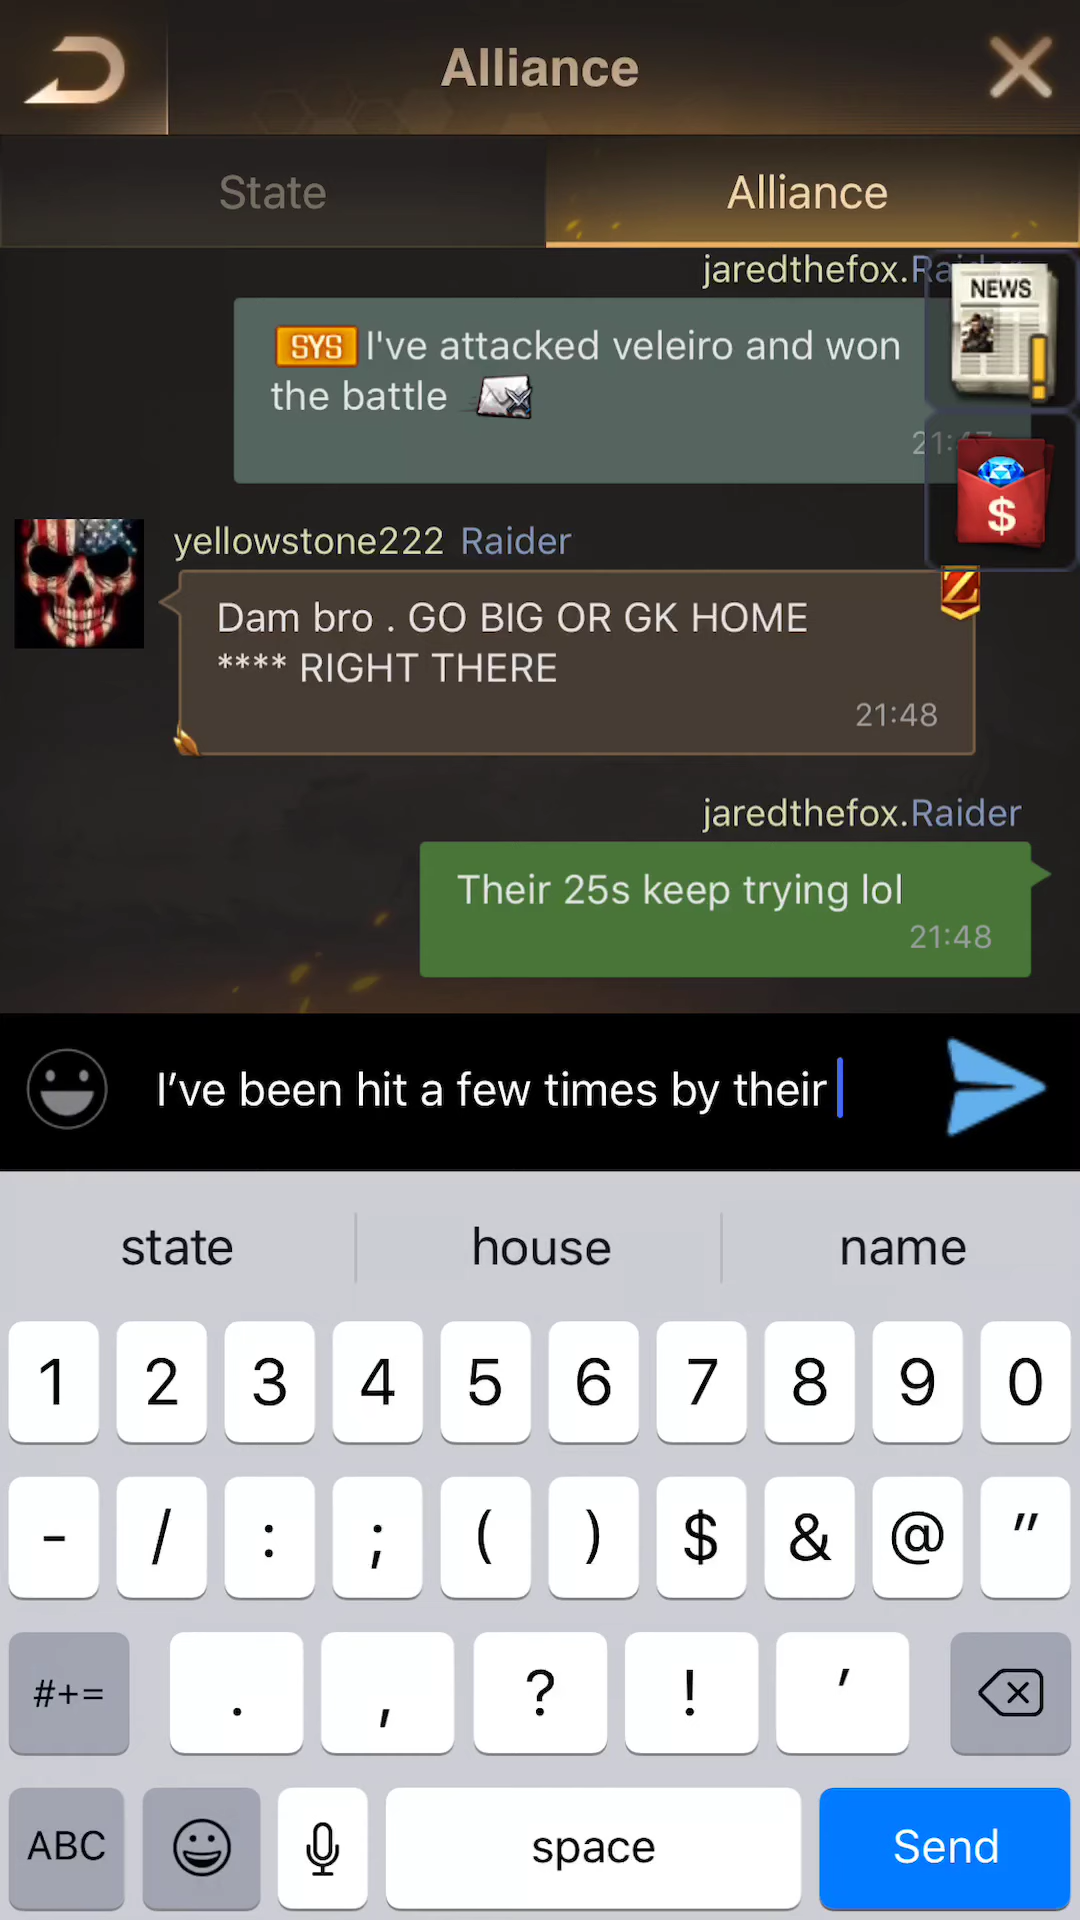 Alliance
State
Alliance
jaredthefox.Raider
NEWS
SYS I've attacked veleiro and won
the battle
21:47
$
yellowstone222 Raider
Z
Dam bro . GO BIG OR GK HOME
**** RIGHT THERE
21:48
jaredthefox.Raider
Their 25s keep trying lol
21:48
I’ve been hit a few times by their
state house name
1 2 3 4 5 6 7 8 9 0
- / : ; ( ) $ & @ "
#+= . , ? ! '
ABC space Send